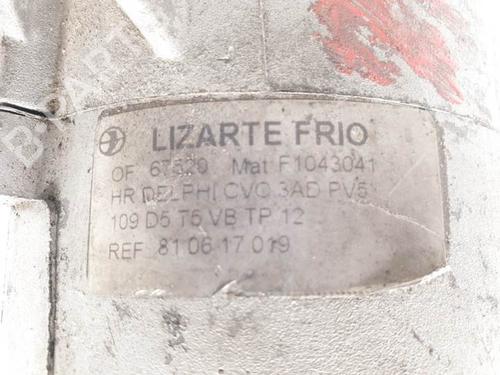 LIZARTE FRIO
OF 67520 Mat F1043041
HR DELPHI CVC 3AD PV5
109 D5 T5 VB TP 12
REF 81 06 17 019